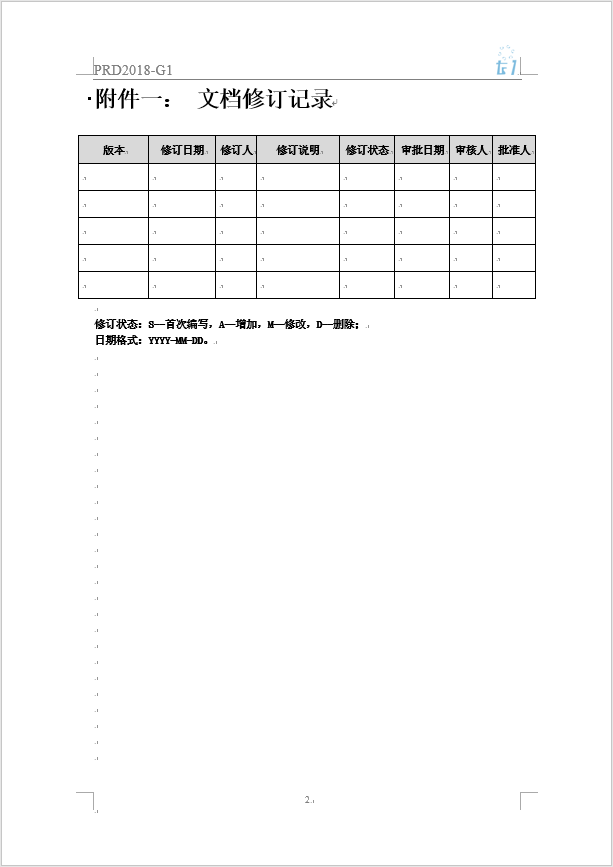 PRD2018-G1
附件一： 文档修订记录
版本 修订日期 修订人 修订说明 修订状态 审批日期 审核人 批准人
修订状态：S--首次编写，A--增加，M--修改，D--删除；
日期格式：YYYY-MM-DD。
2